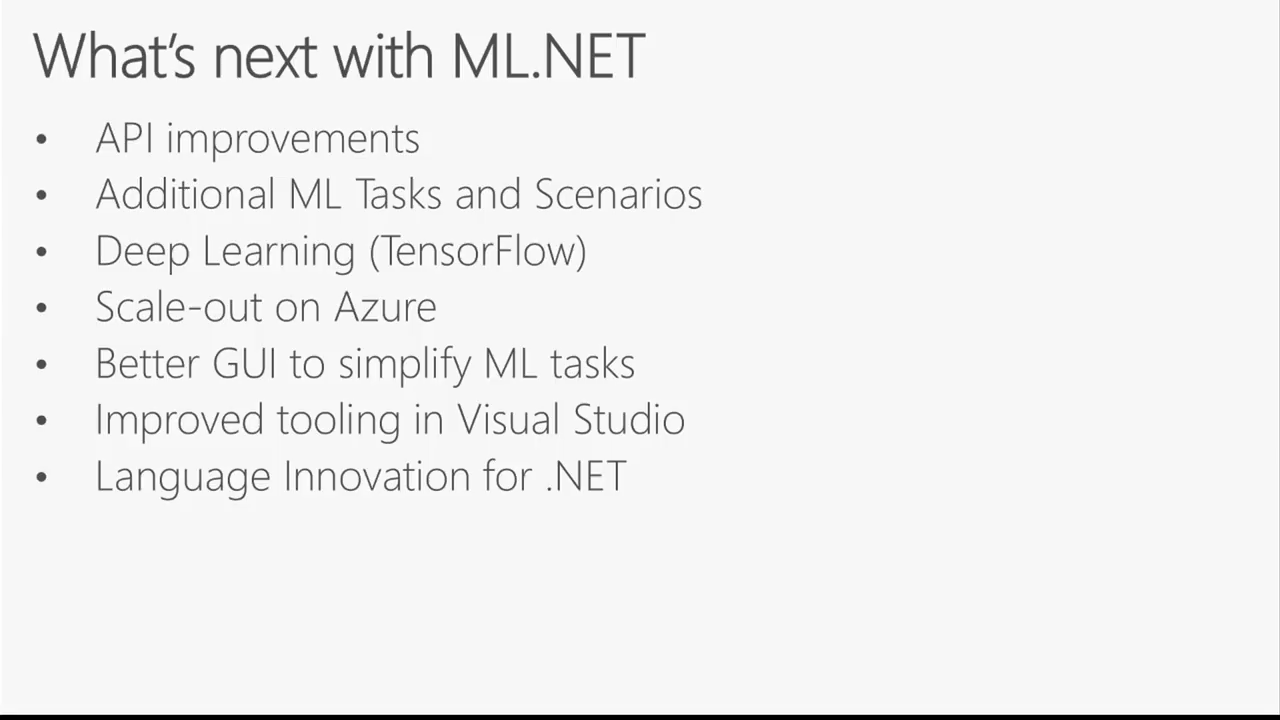 What's next with ML.NET
• API improvements
• Additional ML Tasks and Scenarios
• Deep Learning (TensorFlow)
• Scale-out on Azure
• Better GUI to simplify ML tasks
• Improved tooling in Visual Studio
• Language Innovation for .NET